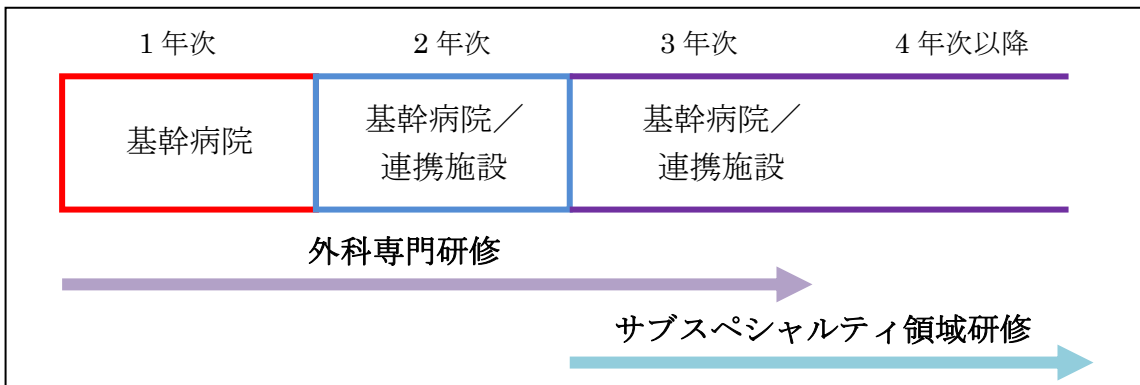 1 年次 2 年次 3 年次 4 年次以降
基幹病院
基幹病院／
連携施設
基幹病院／
連携施設
外科専門研修
サブスペシャルティ領域研修